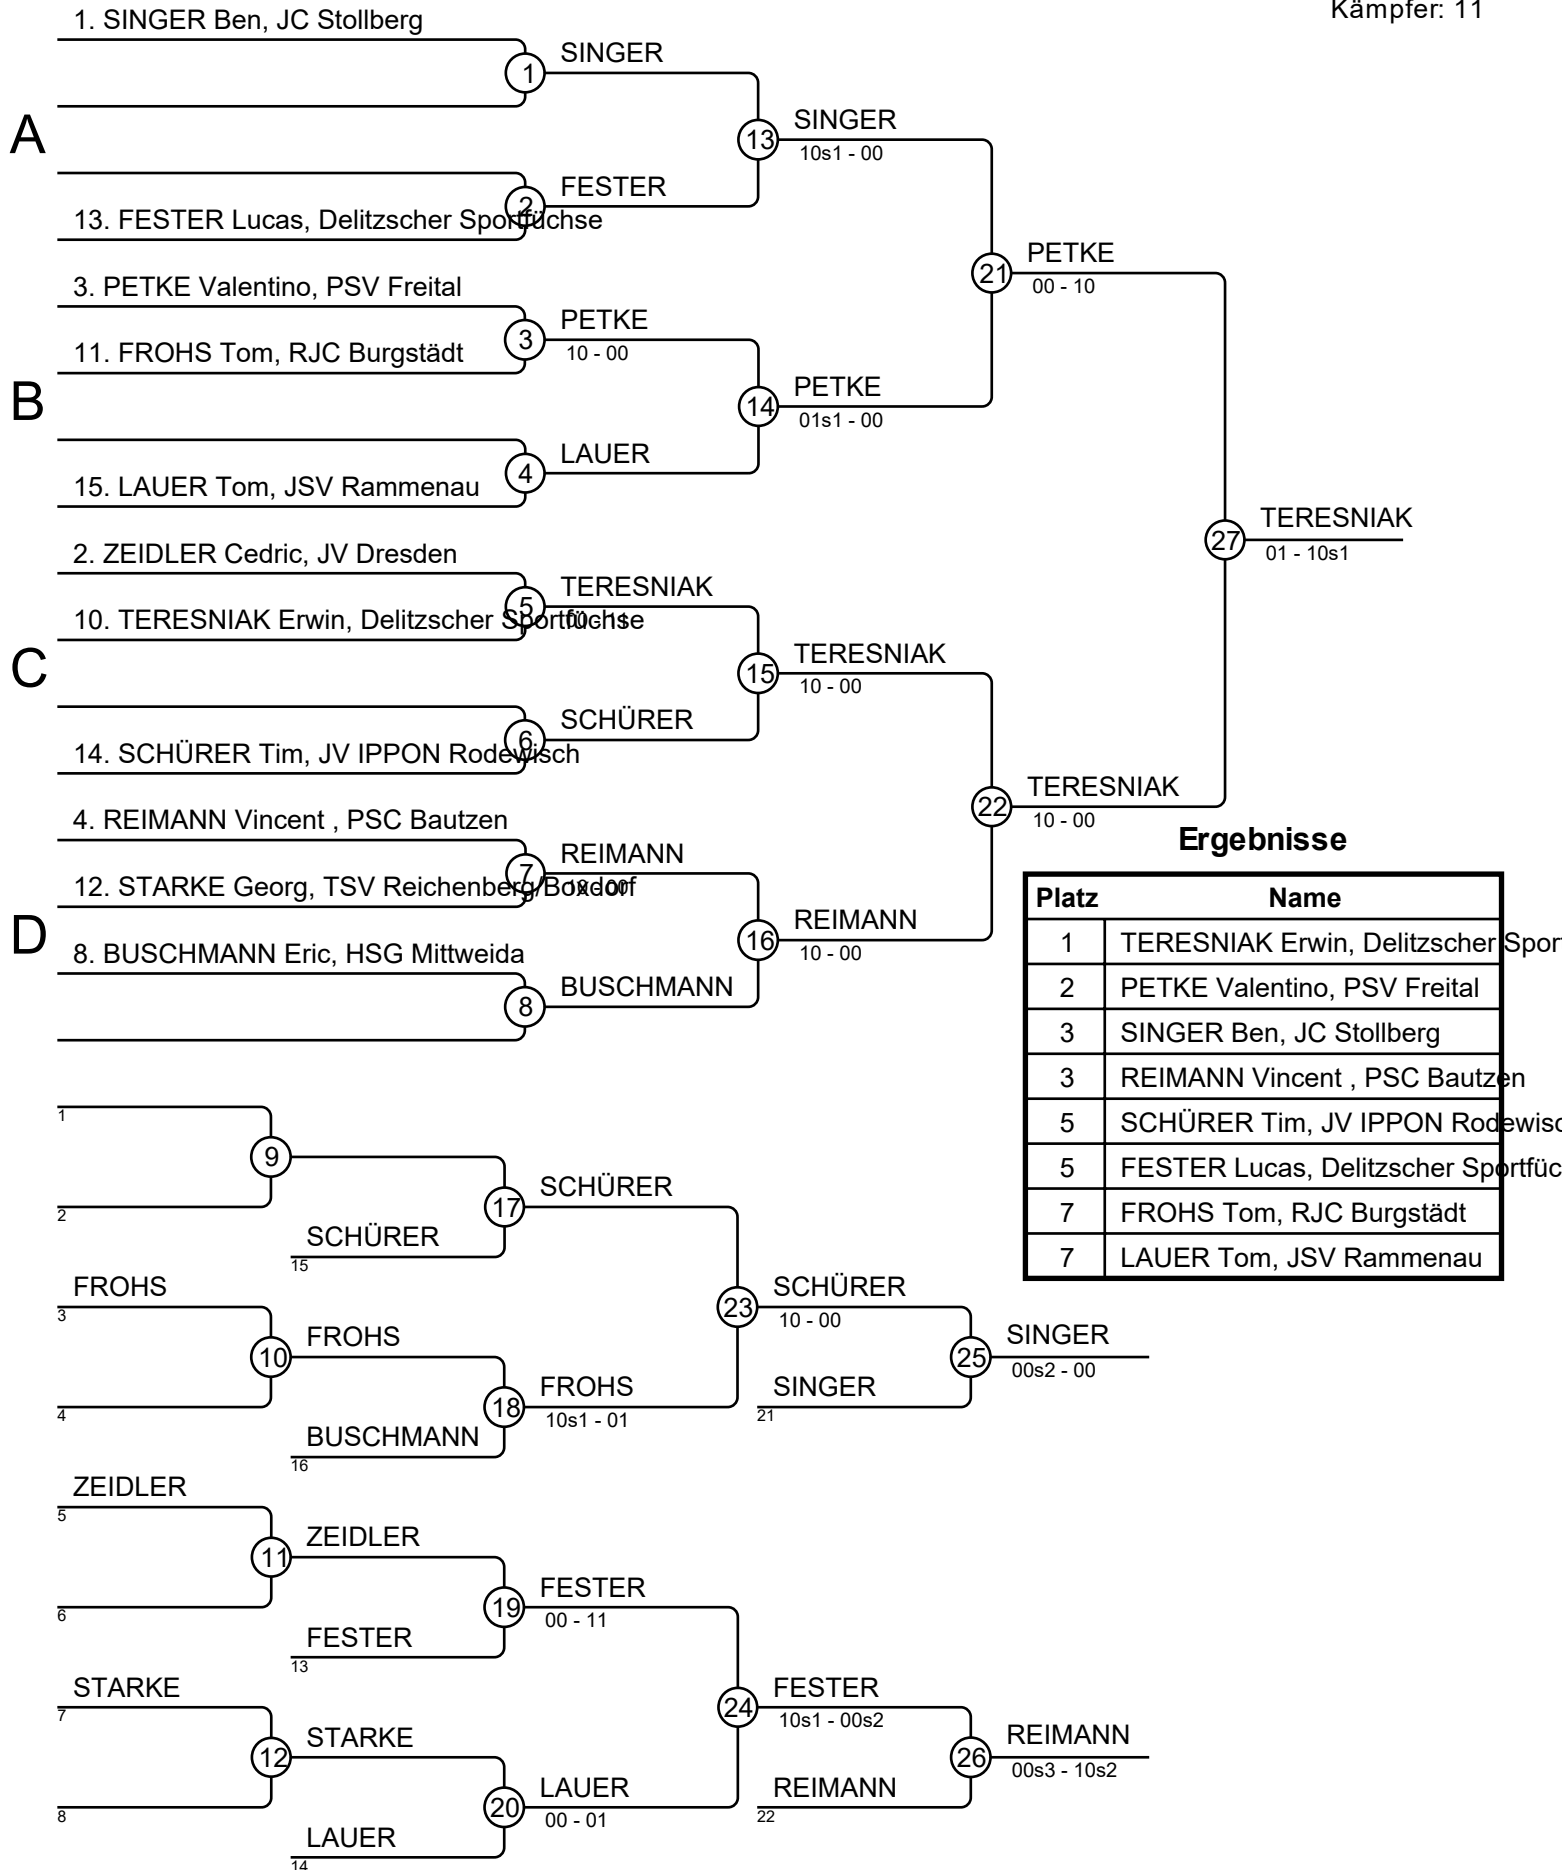 Kämpfer: 11
1. SINGER Ben, JC Stollberg
1
SINGER
A
13
SINGER
10s1 - 00
2
FESTER
13. FESTER Lucas, Delitzscher Sportfüchse
21
PETKE
00 - 10
3. PETKE Valentino, PSV Freital
3
PETKE
10 - 00
11. FROHS Tom, RJC Burgstädt
B
14
PETKE
01s1 - 00
4
LAUER
15. LAUER Tom, JSV Rammenau
27
TERESNIAK
01 - 10s1
2. ZEIDLER Cedric, JV Dresden
5
TERESNIAK
10. TERESNIAK Erwin, Delitzscher Sportfüchse
C
15
TERESNIAK
10 - 00
6
SCHÜRER
14. SCHÜRER Tim, JV IPPON Rodewisch
22
TERESNIAK
10 - 00
4. REIMANN Vincent , PSC Bautzen
7
REIMANN
12. STARKE Georg, TSV Reichenberg/Boxdorf
D
16
REIMANN
10 - 00
8. BUSCHMANN Eric, HSG Mittweida
8
BUSCHMANN
Ergebnisse
Platz Name
1 TERESNIAK Erwin, Delitzscher Spor
2 PETKE Valentino, PSV Freital
3 SINGER Ben, JC Stollberg
3 REIMANN Vincent , PSC Bautzen
5 SCHÜRER Tim, JV IPPON Rodewisc
5 FESTER Lucas, Delitzscher Sportfüc
7 FROHS Tom, RJC Burgstädt
7 LAUER Tom, JSV Rammenau
1
9
2
17
SCHÜRER
SCHÜRER
15
FROHS
3
10
FROHS
4
18
FROHS
10s1 - 01
BUSCHMANN
16
23
SCHÜRER
10 - 00
SINGER
21
25
SINGER
00s2 - 00
ZEIDLER
5
11
ZEIDLER
6
19
FESTER
00 - 11
FESTER
13
STARKE
7
12
STARKE
8
20
LAUER
00 - 01
LAUER
14
24
FESTER
10s1 - 00s2
REIMANN
22
26
REIMANN
00s3 - 10s2